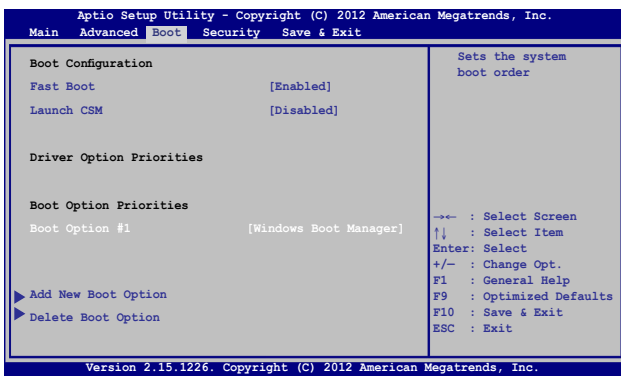 Aptio Setup Utility - Copyright (C) 2012 American Megatrends, Inc.
Main Advanced Boot Security Save & Exit
Boot Configuration
Fast Boot [Enabled]
Launch CSM [Disabled]
Driver Option Priorities
Boot Option Priorities
Boot Option #1 [Windows Boot Manager]
Add New Boot Option
Delete Boot Option
Sets the system
boot order
→← : Select Screen
↑↓ : Select Item
Enter: Select
+/— : Change Opt.
F1 : General Help
F9 : Optimized Defaults
F10 : Save & Exit
ESC : Exit
Version 2.15.1226. Copyright (C) 2012 American Megatrends, Inc.